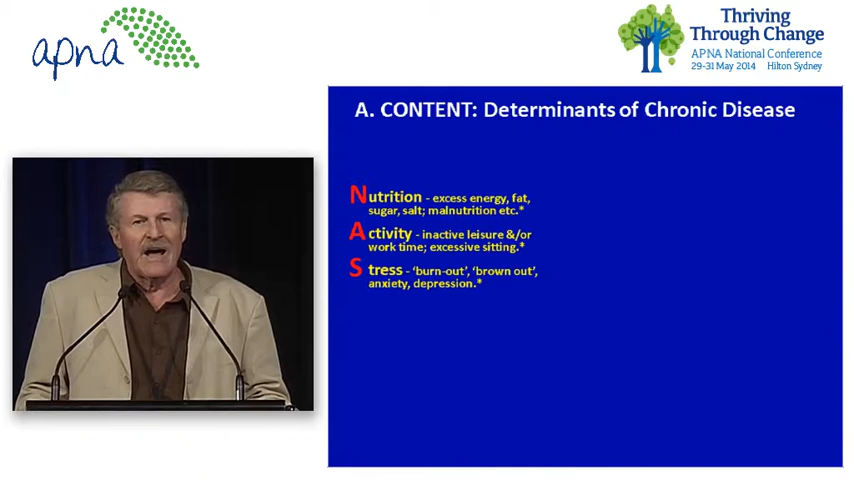 apna
Thriving
Through Change
APNA National Conference
29-31 May 2014 Hilton Sydney
A. CONTENT: Determinants of Chronic Disease
Nutrition - excess energy, fat,
sugar, salt; malnutrition etc.*
Activity - inactive leisure &/or
work time; excessive sitting.*
Stress - ‘burn-out’, ‘brown out’,
anxiety, depression.*